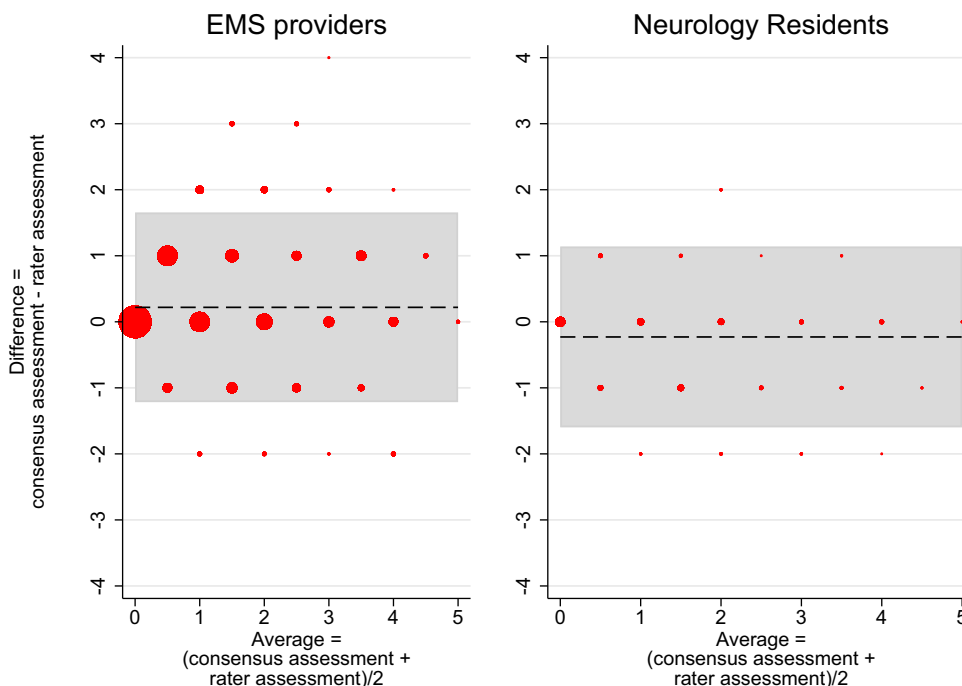 EMS providers
Difference =
consensus assessment - rater assessment
4
3
2
1
0
-1
-2
-3
-4
0 1 2 3 4 5
Average =
(consensus assessment +
rater assessment)/2
Neurology Residents
4
3
2
1
0
-1
-2
-3
-4
0 1 2 3 4 5
Average =
(consensus assessment +
rater assessment)/2